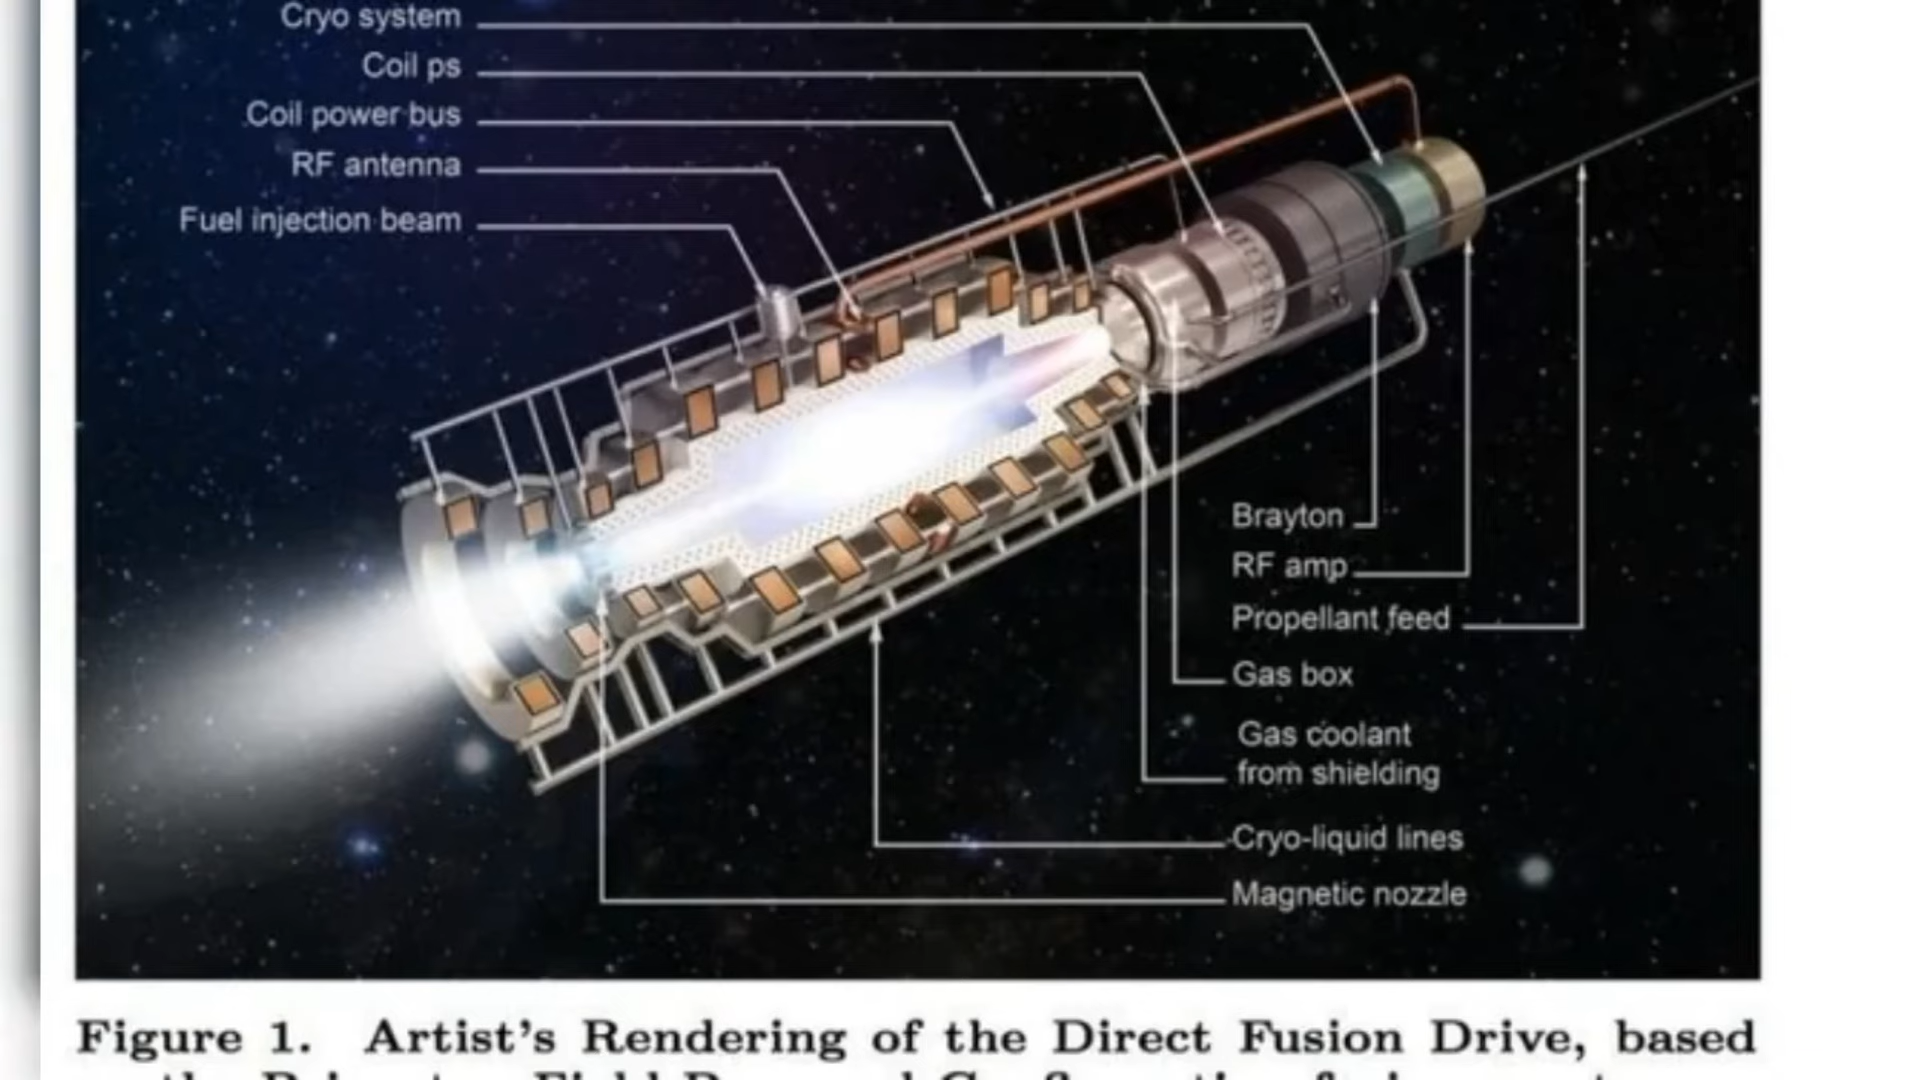 Cryo system
Coil ps
Coil power bus
RF antenna
Fuel injection beam
Brayton
RF amp
Propellant feed
Gas box
Gas coolant
from shielding
Cryo-liquid lines
Magnetic nozzle
Figure 1. Artist's Rendering of the Direct Fusion Drive, based